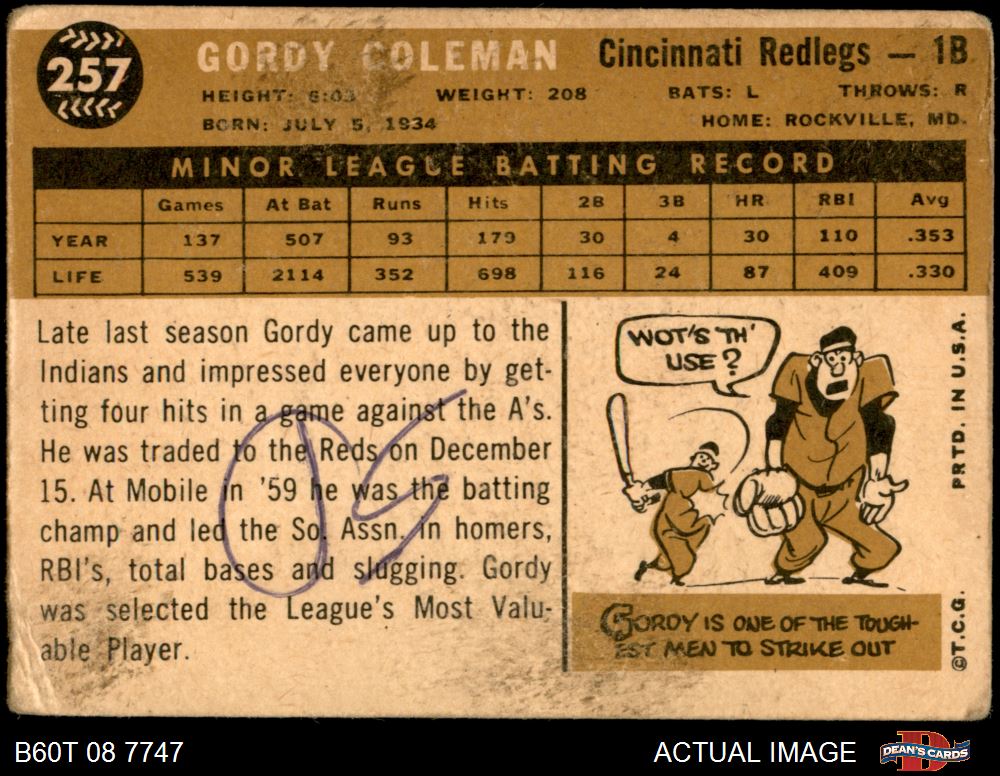 257
GORDY COLEMAN Cincinnati Redlegs — 1B
HEIGHT: 6:03 WEIGHT: 208 BATS: L THROWS: R
BORN: JULY 5, 1934 HOME: ROCKVILLE, MD.
MINOR LEAGUE BATTING RECORD
Games At Bat Runs Hits 2B 3B HR RBI Avg
YEAR 137 507 93 179 30 4 30 110 .353
LIFE 539 2114 352 698 116 24 87 409 .330
Late last season Gordy came up to the
Indians and impressed everyone by get-
ting four hits in a game against the A's.
He was traded to the Reds on December
15. At Mobile in '59 he was the batting
champ and led the So. Assn. in homers,
RBI's, total bases and slugging. Gordy
was selected the League's Most Valu-
able Player.
WOT'S TH'
USE?
GORDY IS ONE OF THE TOUGH-
EST MEN TO STRIKE OUT
PRTD. IN U.S.A.
©T.C.G.
B60T 08 7747
ACTUAL IMAGE
DEAN'S CARDS